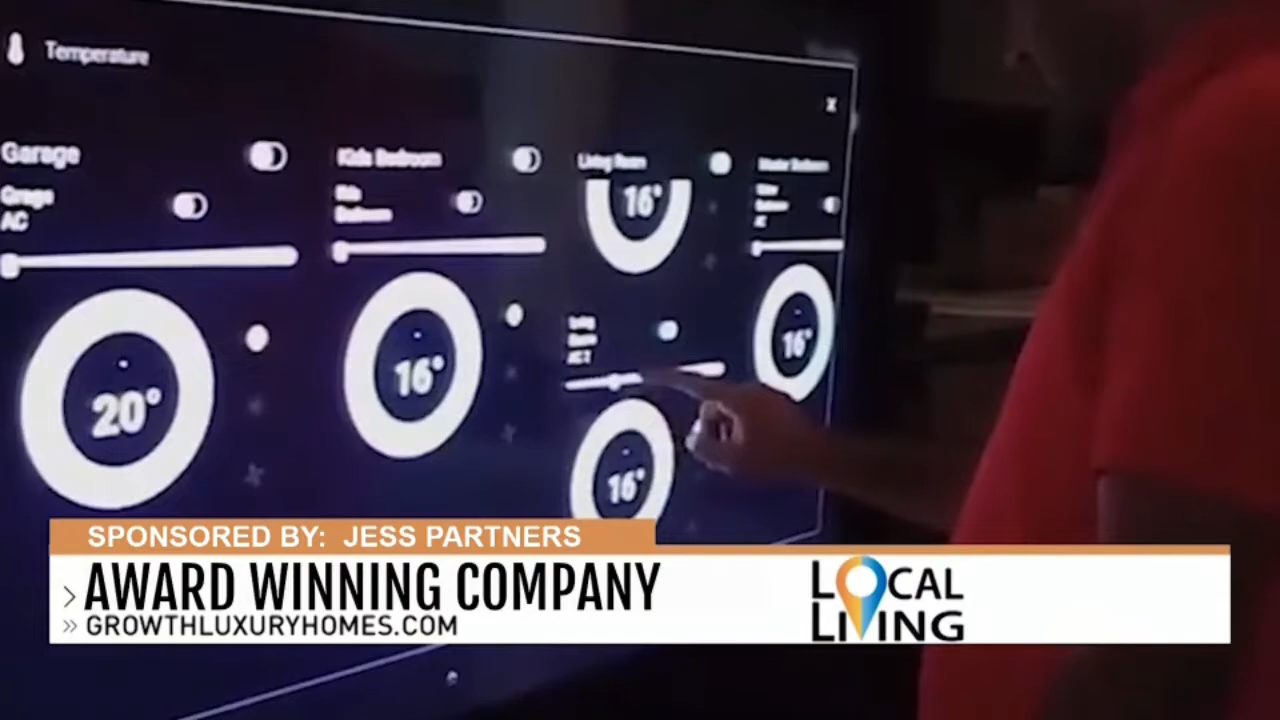 Temperature
x
Garage
Kids Bedroom
Living Room
Master Bedroom
Grage
AC
Kids
Bedroom
16°
20°
16°
16°
16°
SPONSORED BY: JESS PARTNERS
AWARD WINNING COMPANY
GROWTHLUXURYHOMES.COM
LOCAL
LIVING